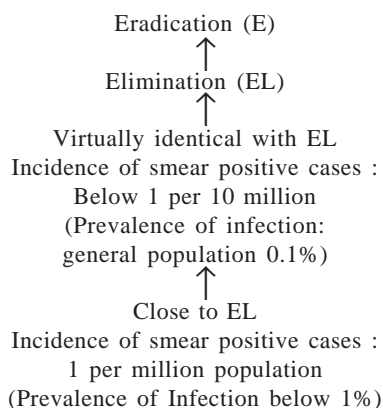 Eradication (E)
Elimination (EL)
Virtually identical with EL
Incidence of smear positive cases :
Below 1 per 10 million
(Prevalence of infection:
general population 0.1%)
Close to EL
Incidence of smear positive cases :
1 per million population
(Prevalence of Infection below 1%)